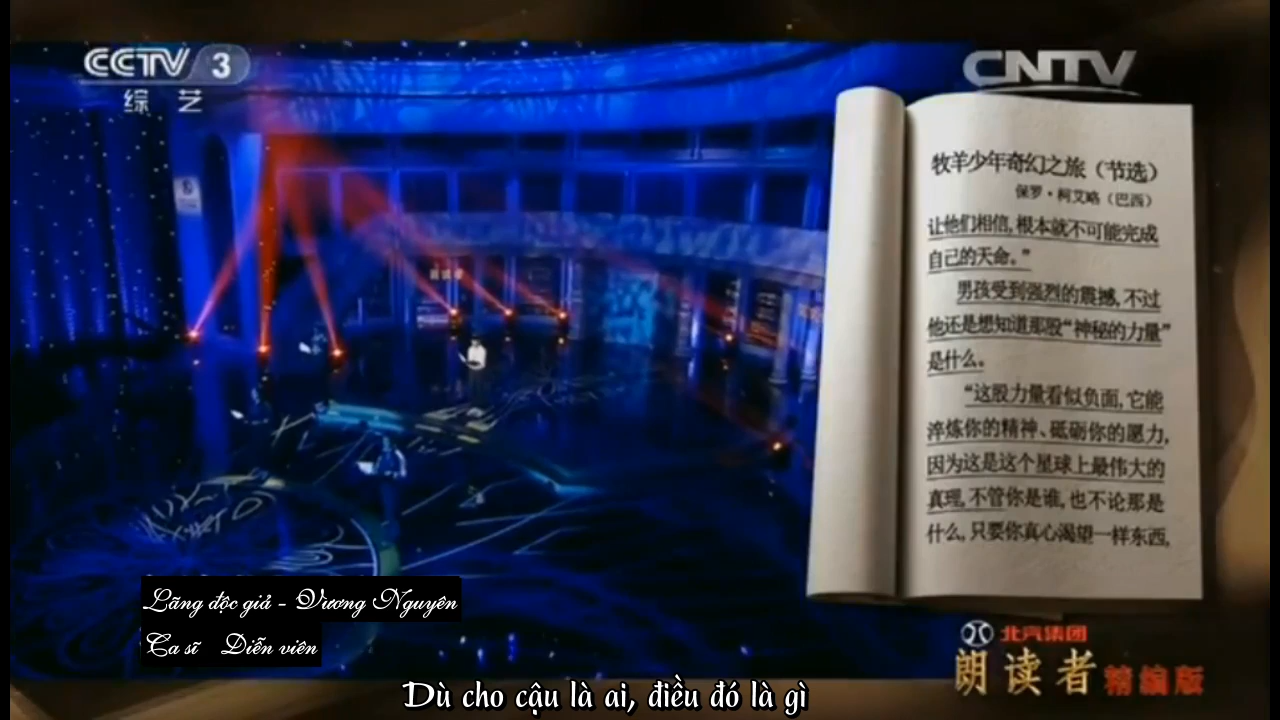 CCTV 3
综艺
CNTV
牧羊少年奇幻之旅（节选）
保罗·柯艾略（巴西）
让他们相信,根本就不可能完成
自己的天命。”
男孩受到强烈的震撼,不过
他还是想知道那股“神秘的力量”
是什么。
“这股力量看似负面,它能
淬炼你的精神、砥砺你的愿力,
因为这是这个星球上最伟大的
真理,不管你是谁,也不论那是
什么,只要你真心渴望一样东西,
Lãng độc giả - Vương Nguyên
Ca sĩ Diễn viên
北汽集团
朗读者 精编版
Dù cho cậu là ai, điều đó là gì